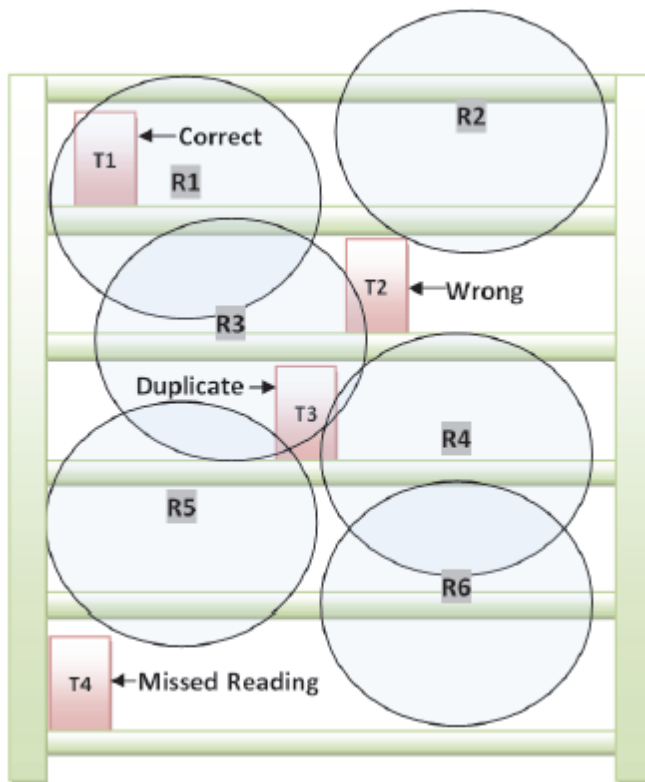 R2
Correct
T1
R1
T2
Wrong
R3
Duplicate
T3
R4
R5
R6
T4
Missed Reading